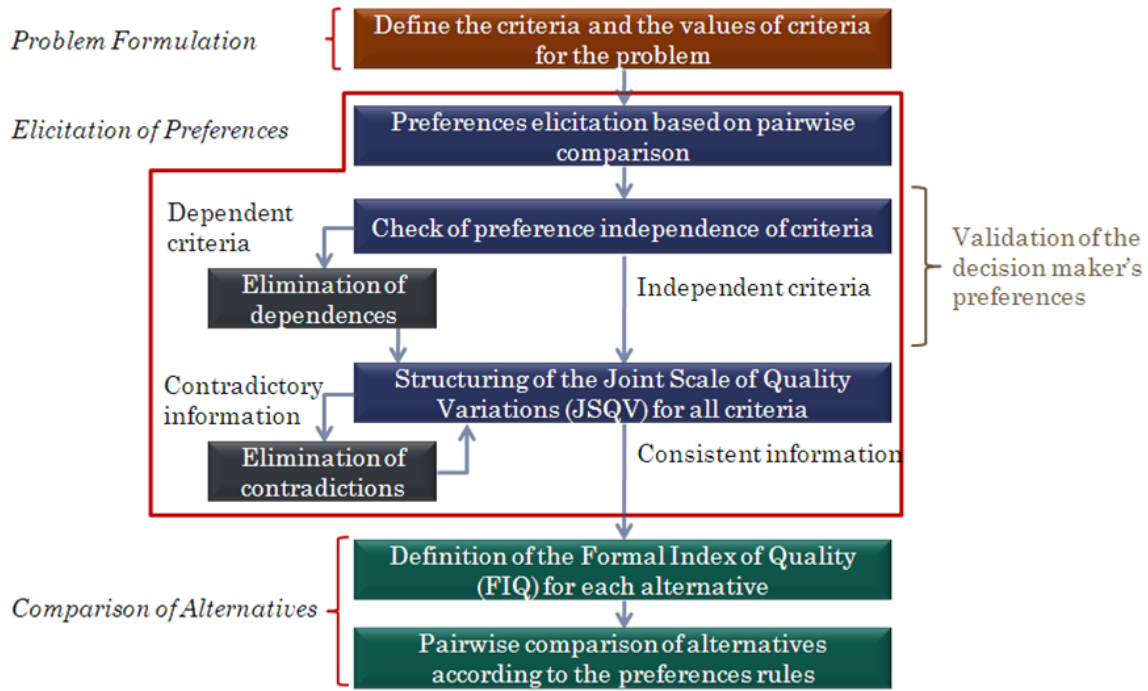 Problem Formulation
Define the criteria and the values of criteria
for the problem
Elicitation of Preferences
Preferences elicitation based on pairwise
comparison
Dependent
criteria
Check of preference independence of criteria
Validation of the
decision maker's
preferences
Elimination of
dependences
Independent criteria
Contradictory
information
Structuring of the Joint Scale of Quality
Variations (JSQV) for all criteria
Elimination of
contradictions
Consistent information
Comparison of Alternatives
Definition of the Formal Index of Quality
(FIQ) for each alternative
Pairwise comparison of alternatives
according to the preferences rules